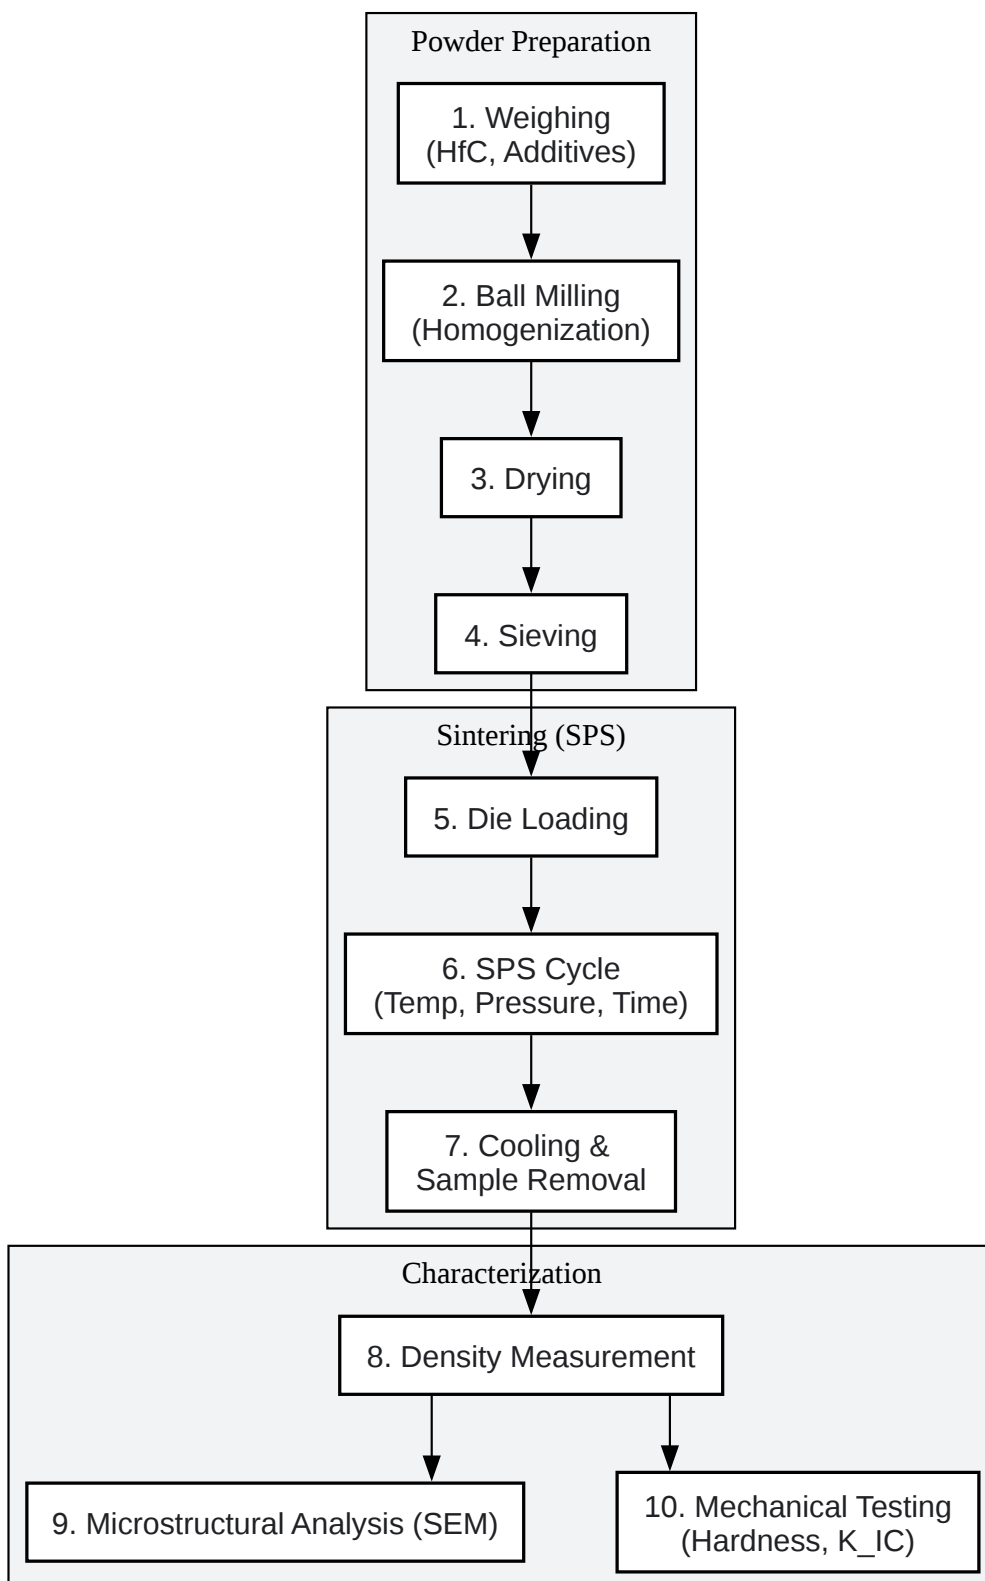 Powder Preparation
1. Weighing
(HfC, Additives)
2. Ball Milling
(Homogenization)
3. Drying
4. Sieving
Sintering (SPS)
5. Die Loading
6. SPS Cycle
(Temp, Pressure, Time)
7. Cooling &
Sample Removal
Characterization
8. Density Measurement
9. Microstructural Analysis (SEM)
10. Mechanical Testing
(Hardness, K_IC)